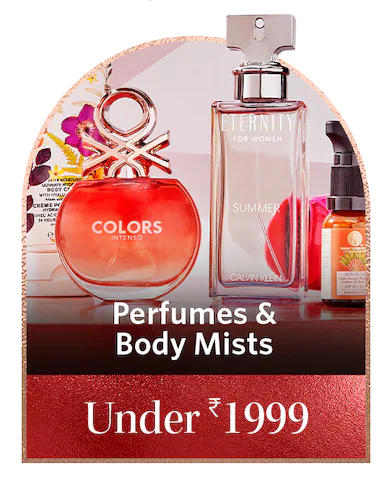 ETERNITY
FOR WOMEN
COLORS
INTENSO
SUMMER
CALVIN KLEIN
Perfumes &
Body Mists
Under ₹1999